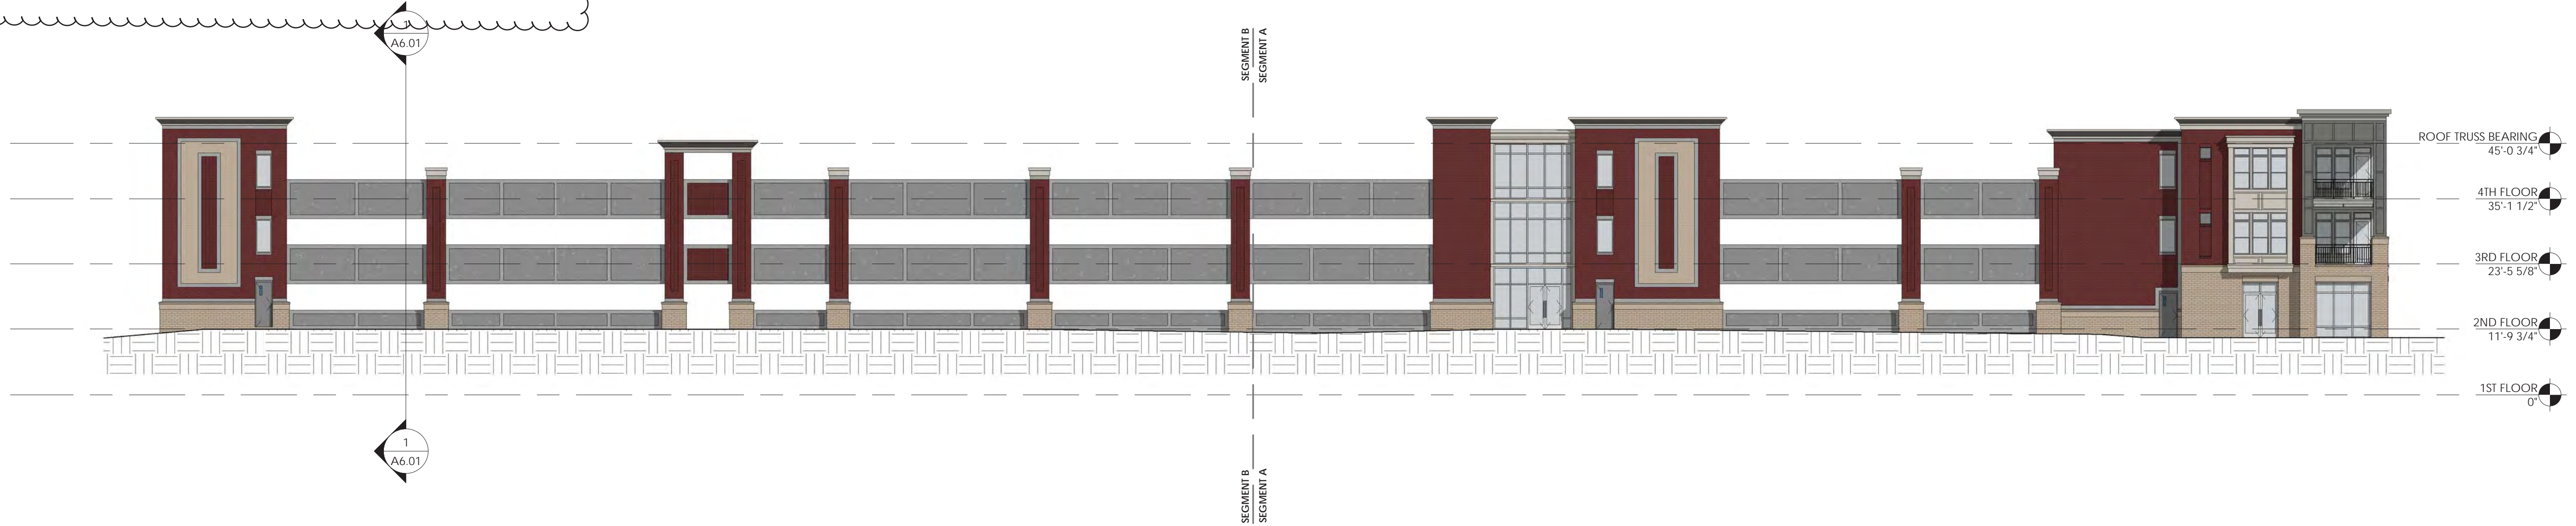 1
A6.01
SEGMENT B
SEGMENT A
ROOF TRUSS BEARING
45'-0 3/4"
4TH FLOOR
35'-1 1/2"
3RD FLOOR
23'-5 5/8"
2ND FLOOR
11'-9 3/4"
1ST FLOOR
0"
1
A6.01
SEGMENT B
SEGMENT A